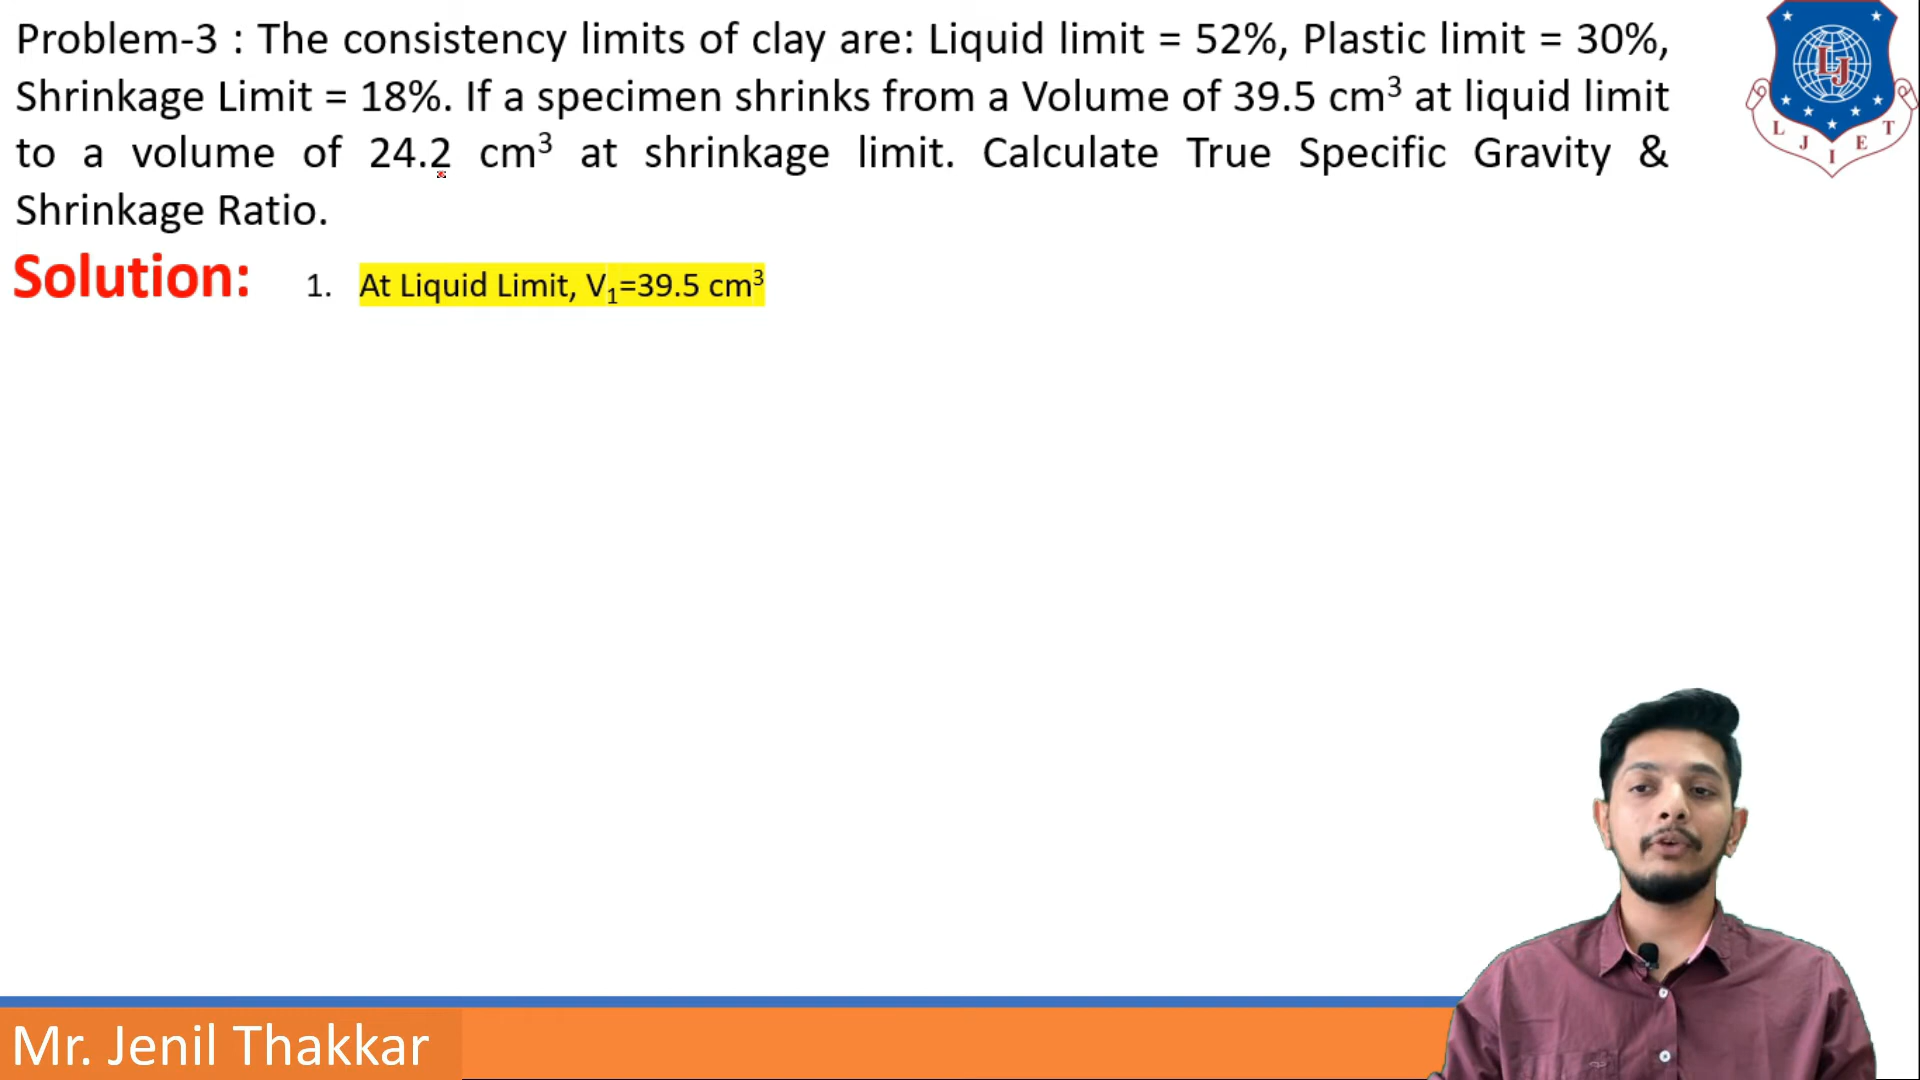 Problem-3 : The consistency limits of clay are: Liquid limit = 52%, Plastic limit = 30%,
Shrinkage Limit = 18%. If a specimen shrinks from a Volume of 39.5 cm³ at liquid limit
to a volume of 24.2 cm³ at shrinkage limit. Calculate True Specific Gravity &
Shrinkage Ratio.
Solution: 1. At Liquid Limit, V₁=39.5 cm³
LJ
L J I E T
Mr. Jenil Thakkar